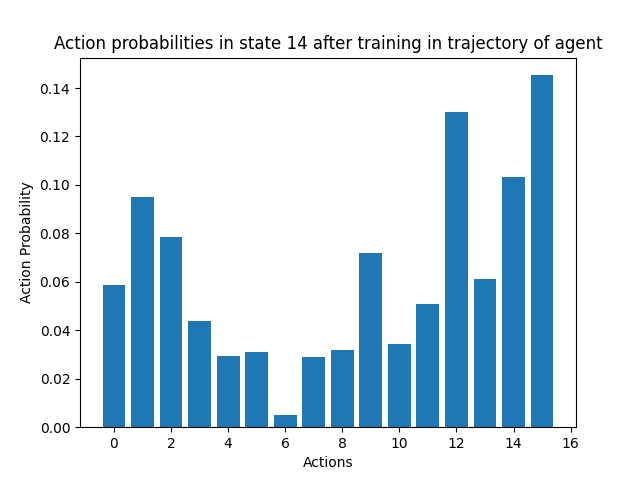 Action probabilities in state 14 after training in trajectory of agent
0.14
0.12
0.10
0.08
0.06
0.04
0.02
0.00
Action Probability
0 2 4 6 8 10 12 14 16
Actions